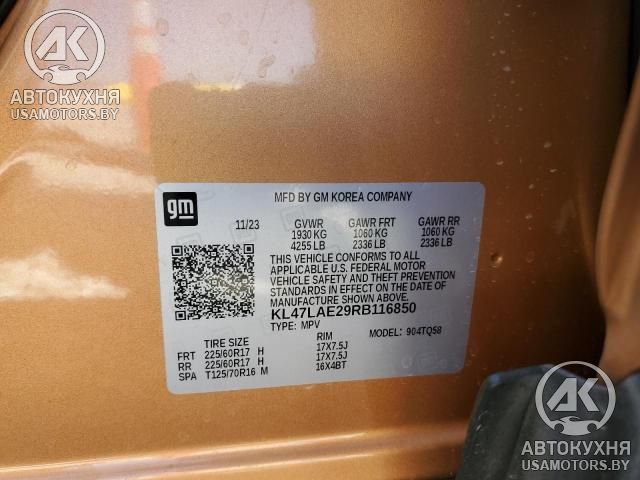 AK
АВТОКУХНЯ
USAMOTORS.BY
MFD BY GM KOREA COMPANY
gm
11/23 GVWR GAWR FRT GAWR RR
1930 KG 1060 KG 1060 KG
4255 LB 2336 LB 2336 LB
THIS VEHICLE CONFORMS TO ALL
APPLICABLE U.S. FEDERAL MOTOR
VEHICLE SAFETY AND THEFT PREVENTION
STANDARDS IN EFFECT ON THE DATE OF
MANUFACTURE SHOWN ABOVE.
KL47LAE29RB116850
TYPE: MPV 904TQ58
TIRE SIZE RIM
FRT 225/60R17 H 17X7.5J
RR 225/60R17 H 17X7.5J
SPA T125/70R16 M 16X4BT
AK
АВТОКУХНЯ
USAMOTORS.BY